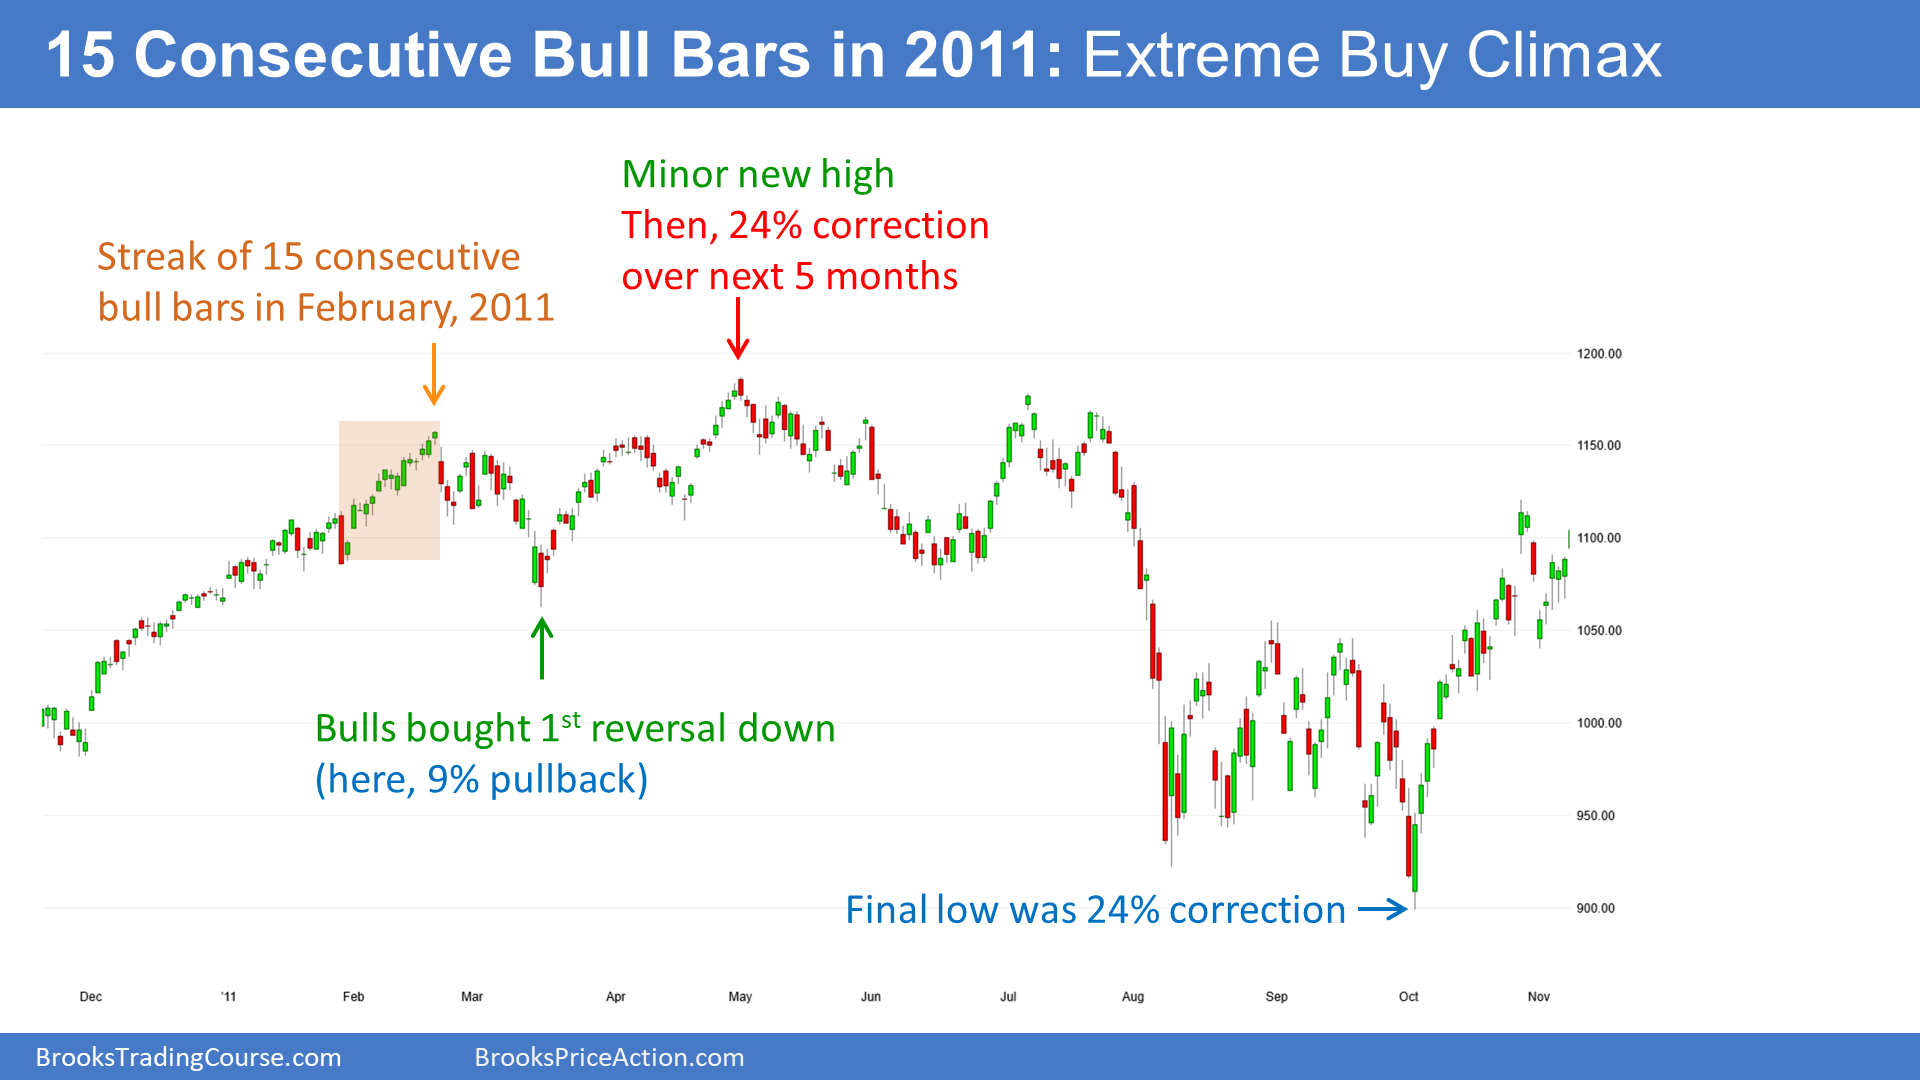 15 Consecutive Bull Bars in 2011: Extreme Buy Climax
Minor new high
Then, 24% correction
over next 5 months
Streak of 15 consecutive
bull bars in February, 2011
1200.00
1150.00
1100.00
1050.00
1000.00
950.00
900.00
Bulls bought 1st reversal down
(here, 9% pullback)
Final low was 24% correction
Dec '11 Feb Mar Apr May Jun Jul Aug Sep Oct Nov
BrooksTradingCourse.com BrooksPriceAction.com